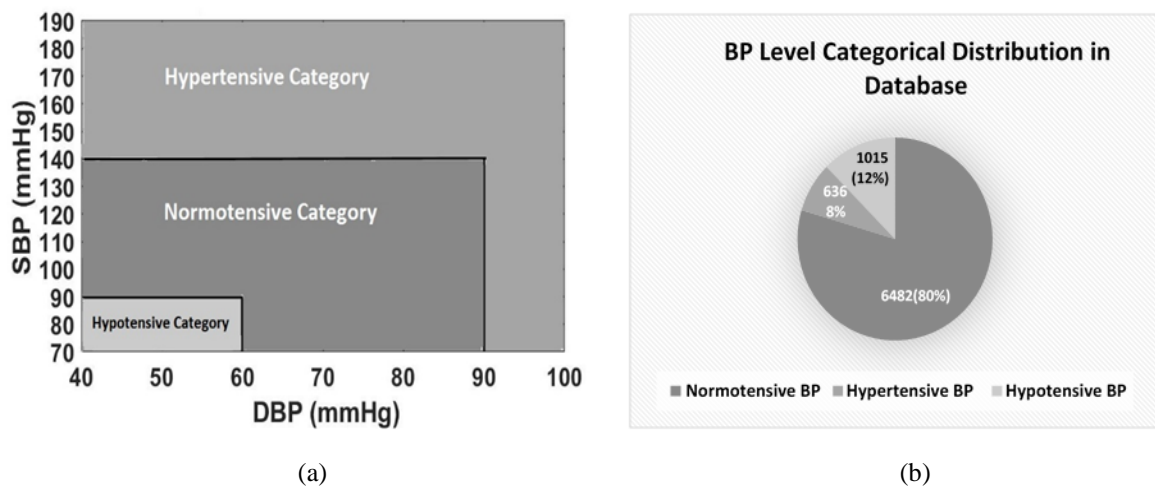 190
180
170
160
150
140
130
120
110
100
90
80
70
SBP (mmHg)
Hypertensive Category
Normotensive Category
Hypotensive Category
40 50 60 70 80 90 100
DBP (mmHg)
(a)
BP Level Categorical Distribution in
Database
1015
(12%)
636
8%
6482(80%)
Normotensive BP Hypertensive BP Hypotensive BP
(b)